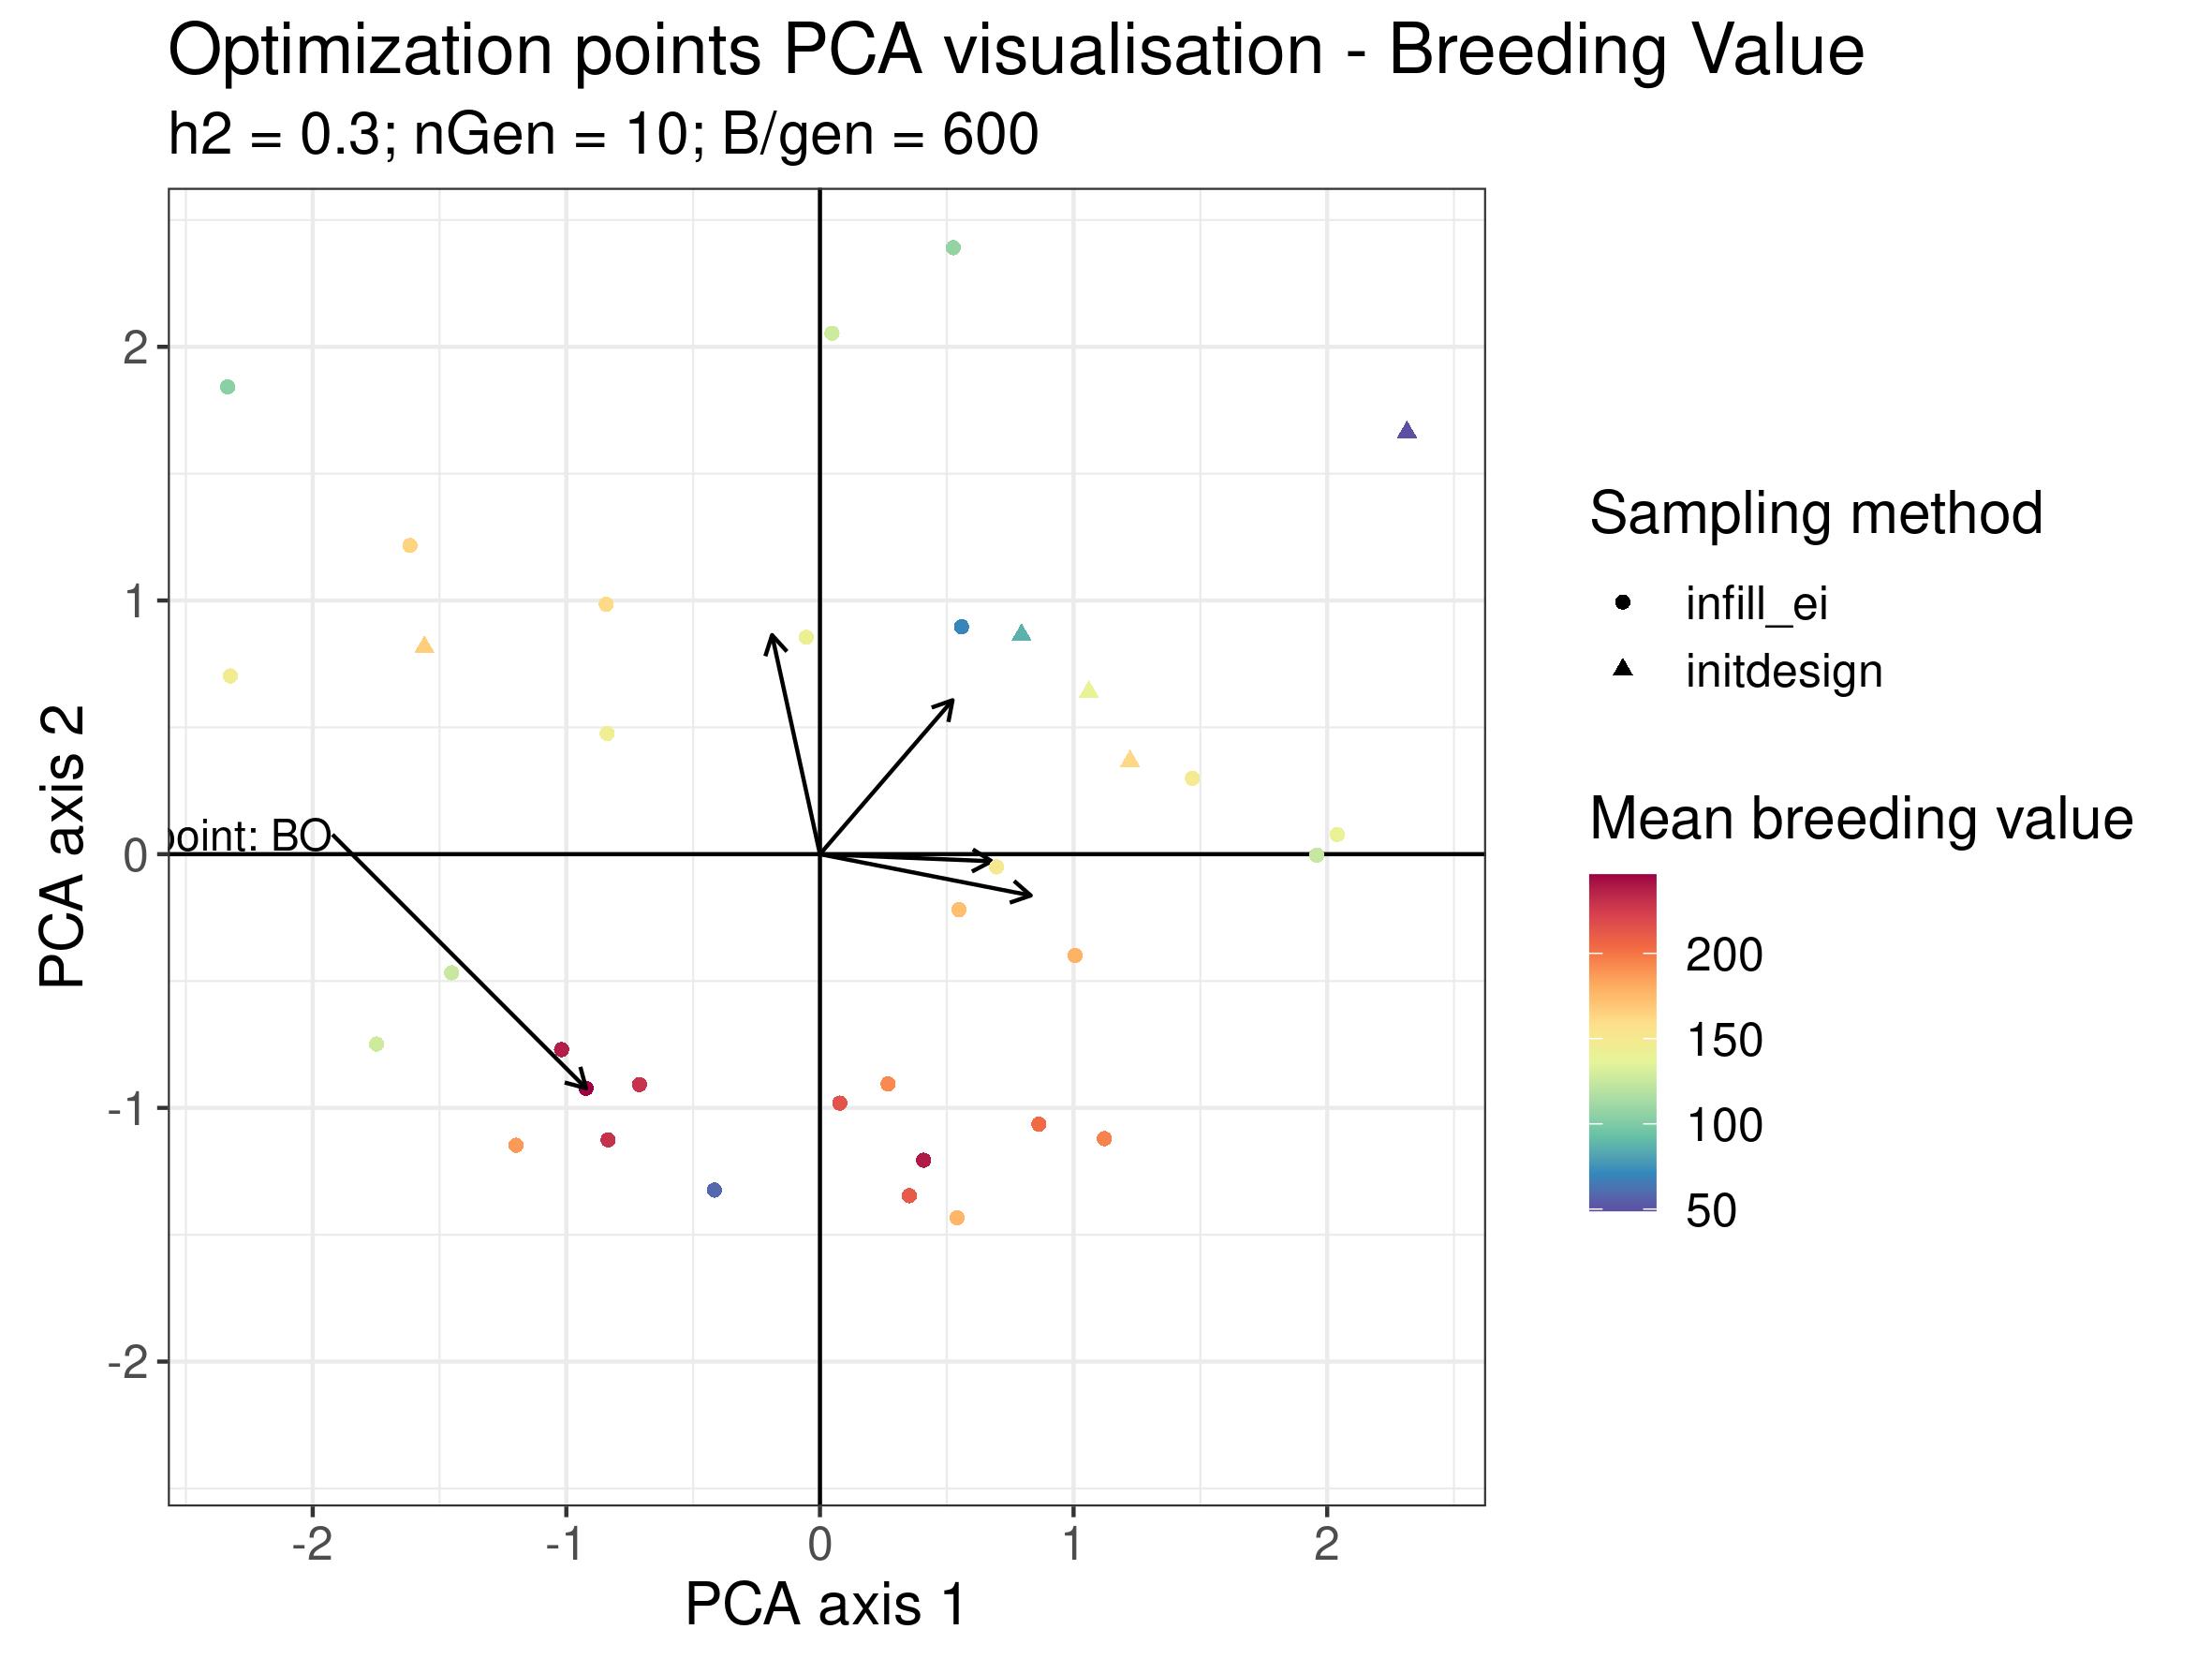 Optimization points PCA visualisation - Breeding Value
h2 = 0.3; nGen = 10; B/gen = 600
PCA axis 2
2
1
0
-1
-2
point: BO
-2
-1
0
1
2
PCA axis 1
Sampling method
infill_ei
initdesign
Mean breeding value
200
150
100
50